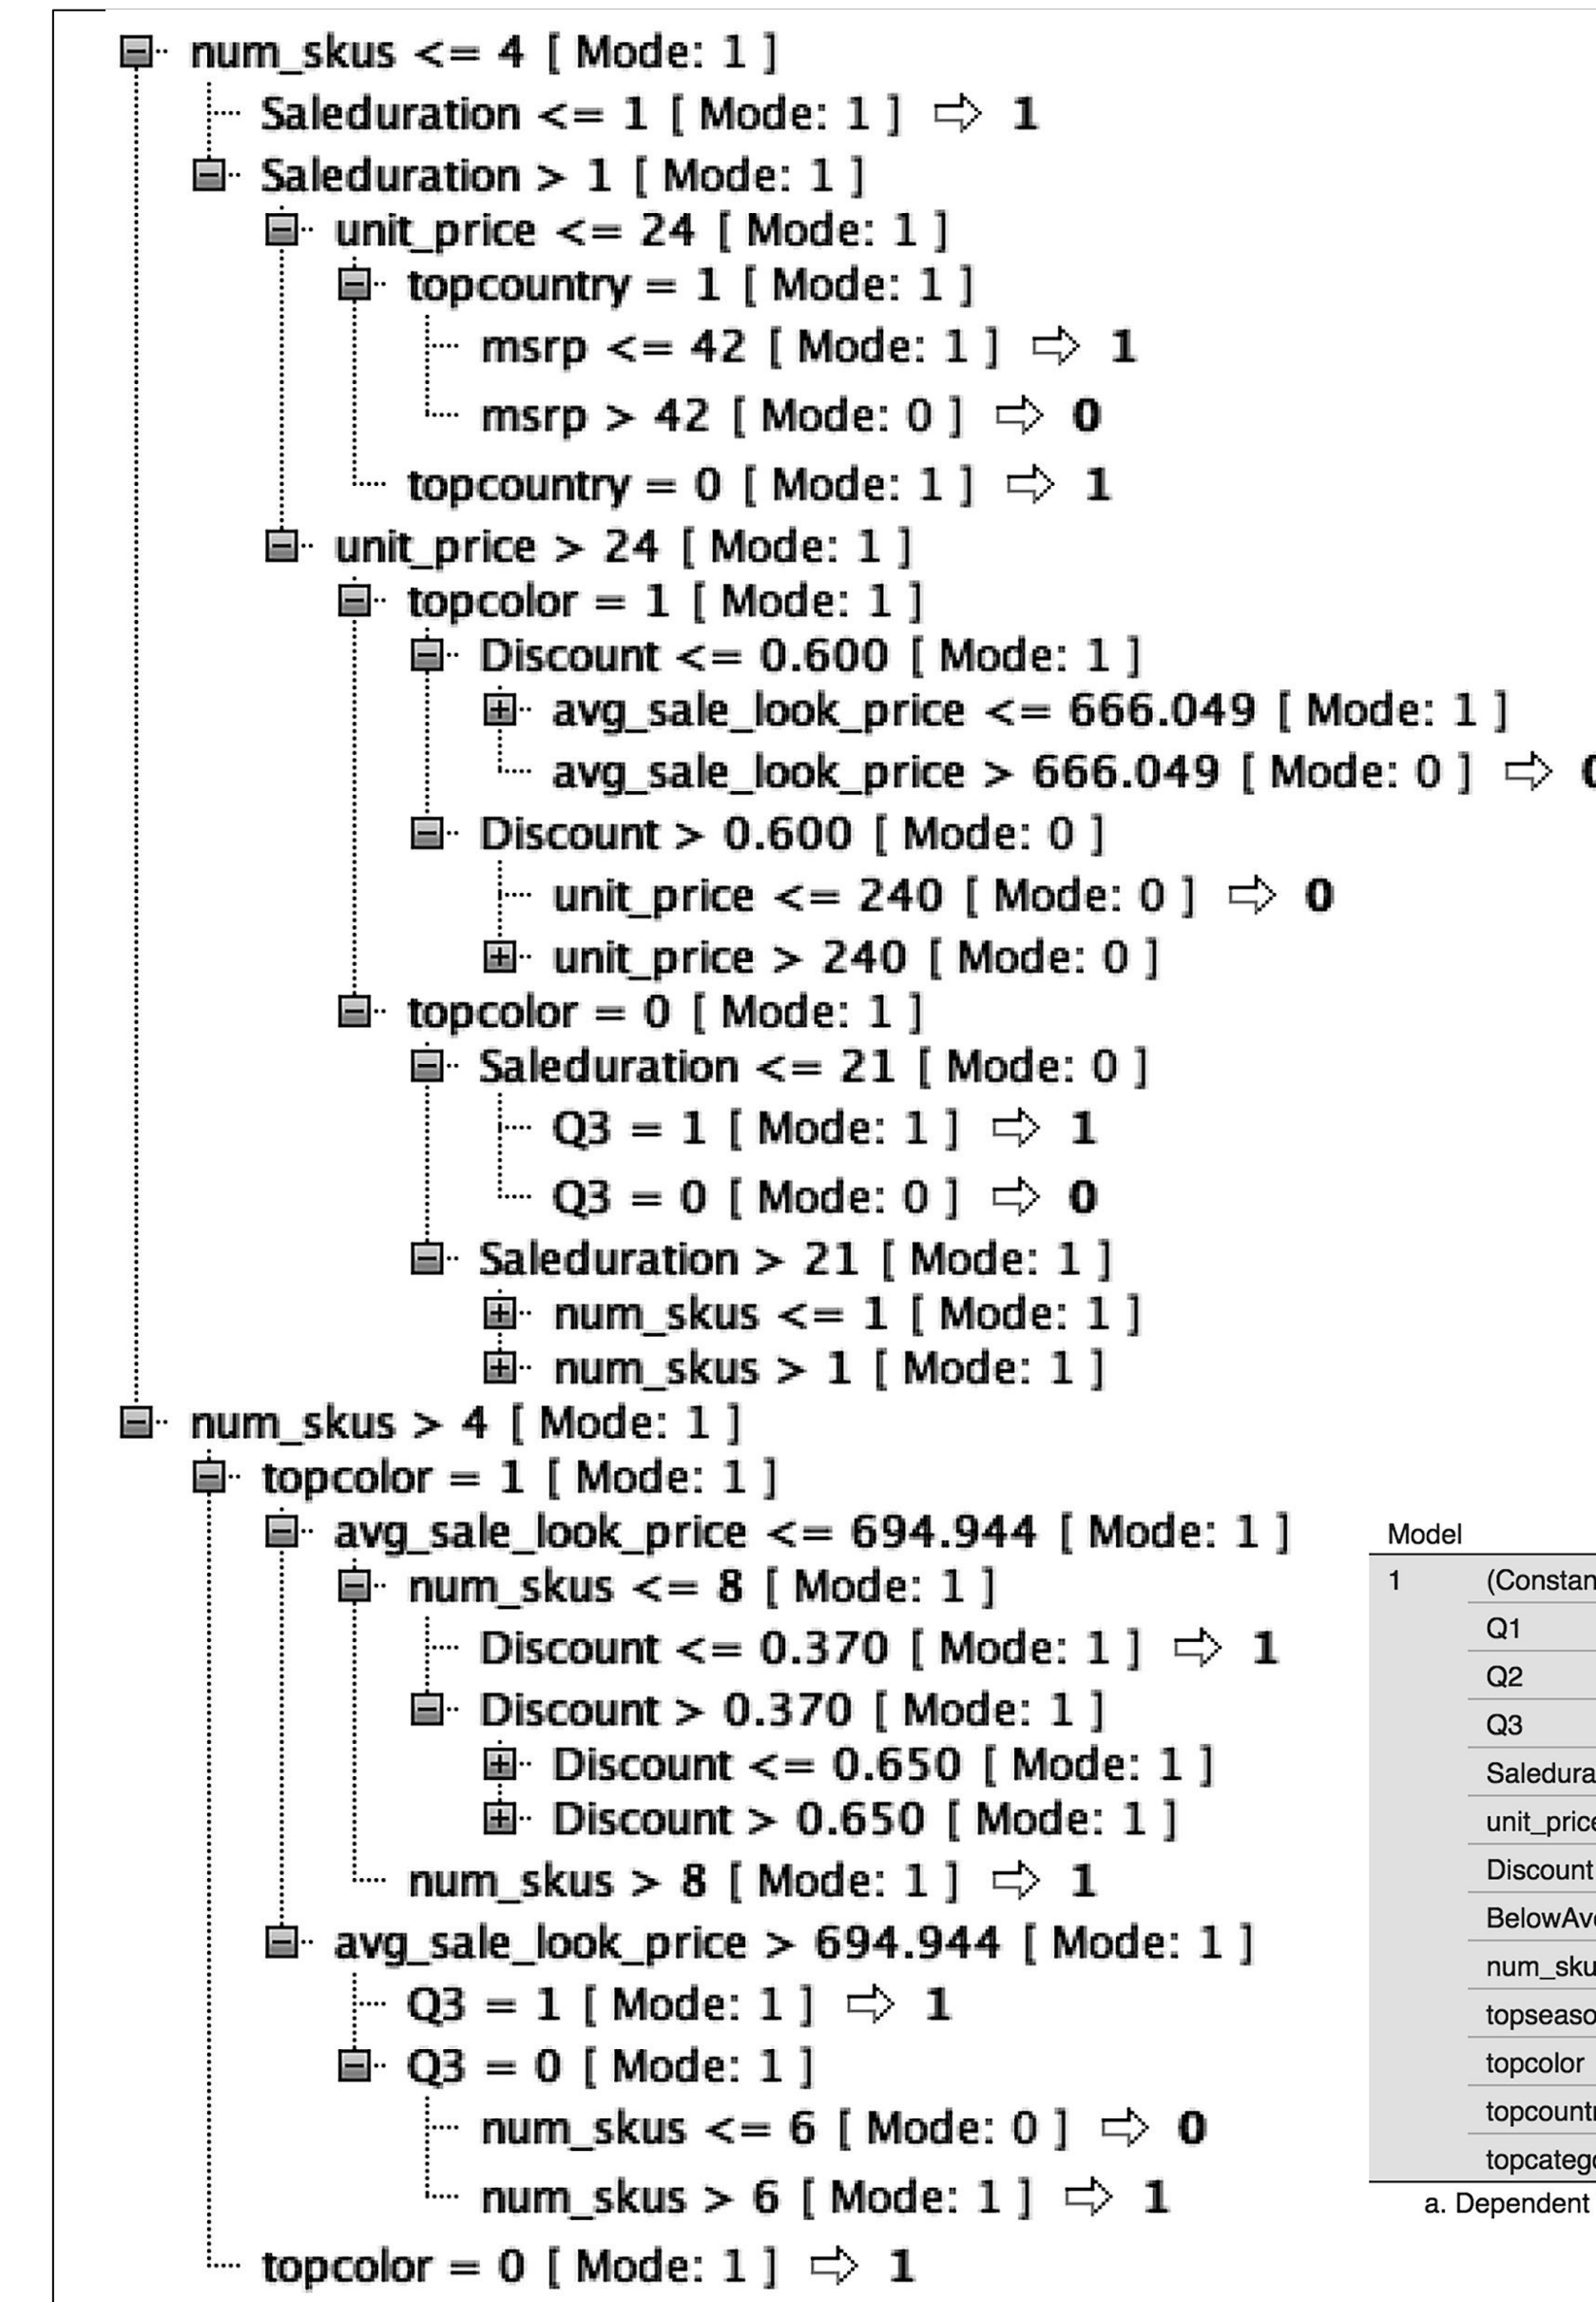 num_skus <= 4 [ Mode: 1 ]
Saleduration <= 1 [ Mode: 1 ] ⇨ 1
Saleduration > 1 [ Mode: 1 ]
unit_price <= 24 [ Mode: 1 ]
topcountry = 1 [ Mode: 1 ]
msrp <= 42 [ Mode: 1 ] ⇨ 1
msrp > 42 [ Mode: 0 ] ⇨ 0
topcountry = 0 [ Mode: 1 ] ⇨ 1
unit_price > 24 [ Mode: 1 ]
topcolor = 1 [ Mode: 1 ]
Discount <= 0.600 [ Mode: 1 ]
avg_sale_look_price <= 666.049 [ Mode: 1 ]
avg_sale_look_price > 666.049 [ Mode: 0 ] ⇨ 0
Discount > 0.600 [ Mode: 0 ]
unit_price <= 240 [ Mode: 0 ] ⇨ 0
unit_price > 240 [ Mode: 0 ]
topcolor = 0 [ Mode: 1 ]
Saleduration <= 21 [ Mode: 0 ]
Q3 = 1 [ Mode: 1 ] ⇨ 1
Q3 = 0 [ Mode: 0 ] ⇨ 0
Saleduration > 21 [ Mode: 1 ]
num_skus <= 1 [ Mode: 1 ]
num_skus > 1 [ Mode: 1 ]
num_skus > 4 [ Mode: 1 ]
topcolor = 1 [ Mode: 1 ]
avg_sale_look_price <= 694.944 [ Mode: 1 ]
num_skus <= 8 [ Mode: 1 ]
Discount <= 0.370 [ Mode: 1 ] ⇨ 1
Discount > 0.370 [ Mode: 1 ]
Discount <= 0.650 [ Mode: 1 ]
Discount > 0.650 [ Mode: 1 ]
num_skus > 8 [ Mode: 1 ] ⇨ 1
avg_sale_look_price > 694.944 [ Mode: 1 ]
Q3 = 1 [ Mode: 1 ] ⇨ 1
Q3 = 0 [ Mode: 1 ]
num_skus <= 6 [ Mode: 0 ] ⇨ 0
num_skus > 6 [ Mode: 1 ] ⇨ 1
topcolor = 0 [ Mode: 1 ] ⇨ 1
Model
1 (Constan
Q1
Q2
Q3
Saledura
unit_price
Discount
BelowAve
num_sku
topseaso
topcolor
topcountr
topcatego
a. Dependent